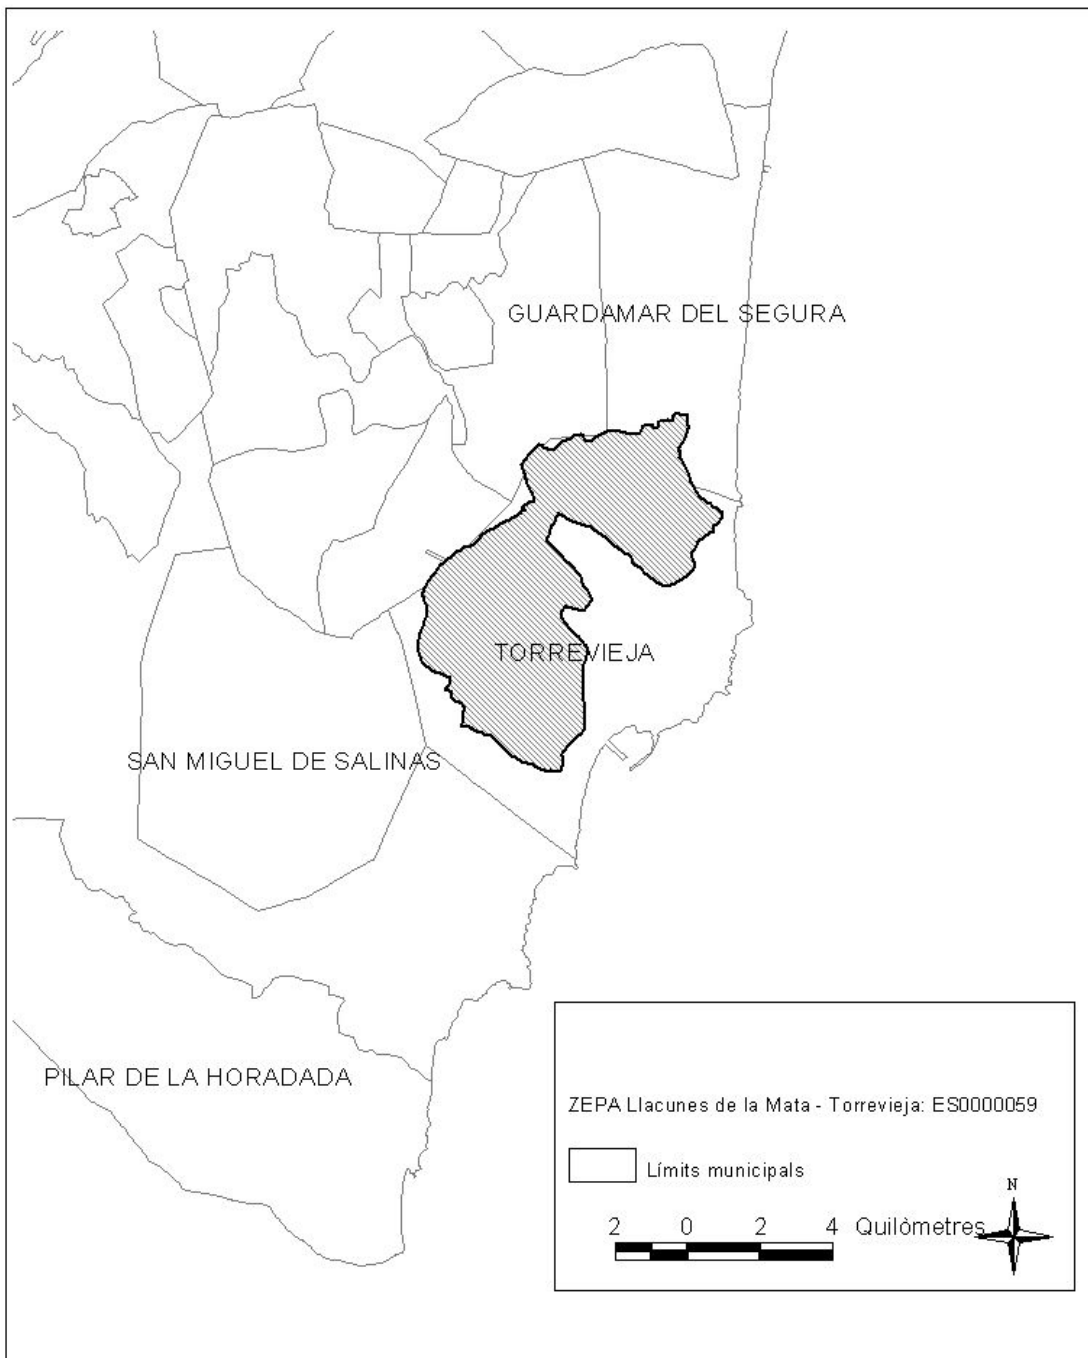 GUARDAMAR DEL SEGURA
TORREVIEJA
SAN MIGUEL DE SALINAS
PILAR DE LA HORADADA
ZEPA Llacunes de la Mata - Torrevieja: ES0000059
Límits municipals
N
2 0 2 4 Quilòmetres